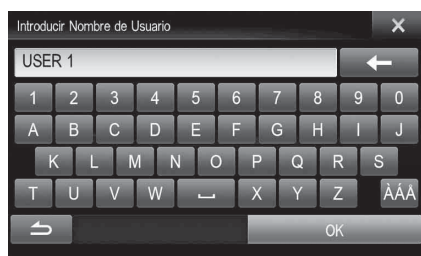 Introducir Nombre de Usuario X
USER 1
1 2 3 4 5 6 7 8 9 0
A B C D E F G H I J
K L M N O P Q R S
T U V W X Y Z ÀÁÂ
OK